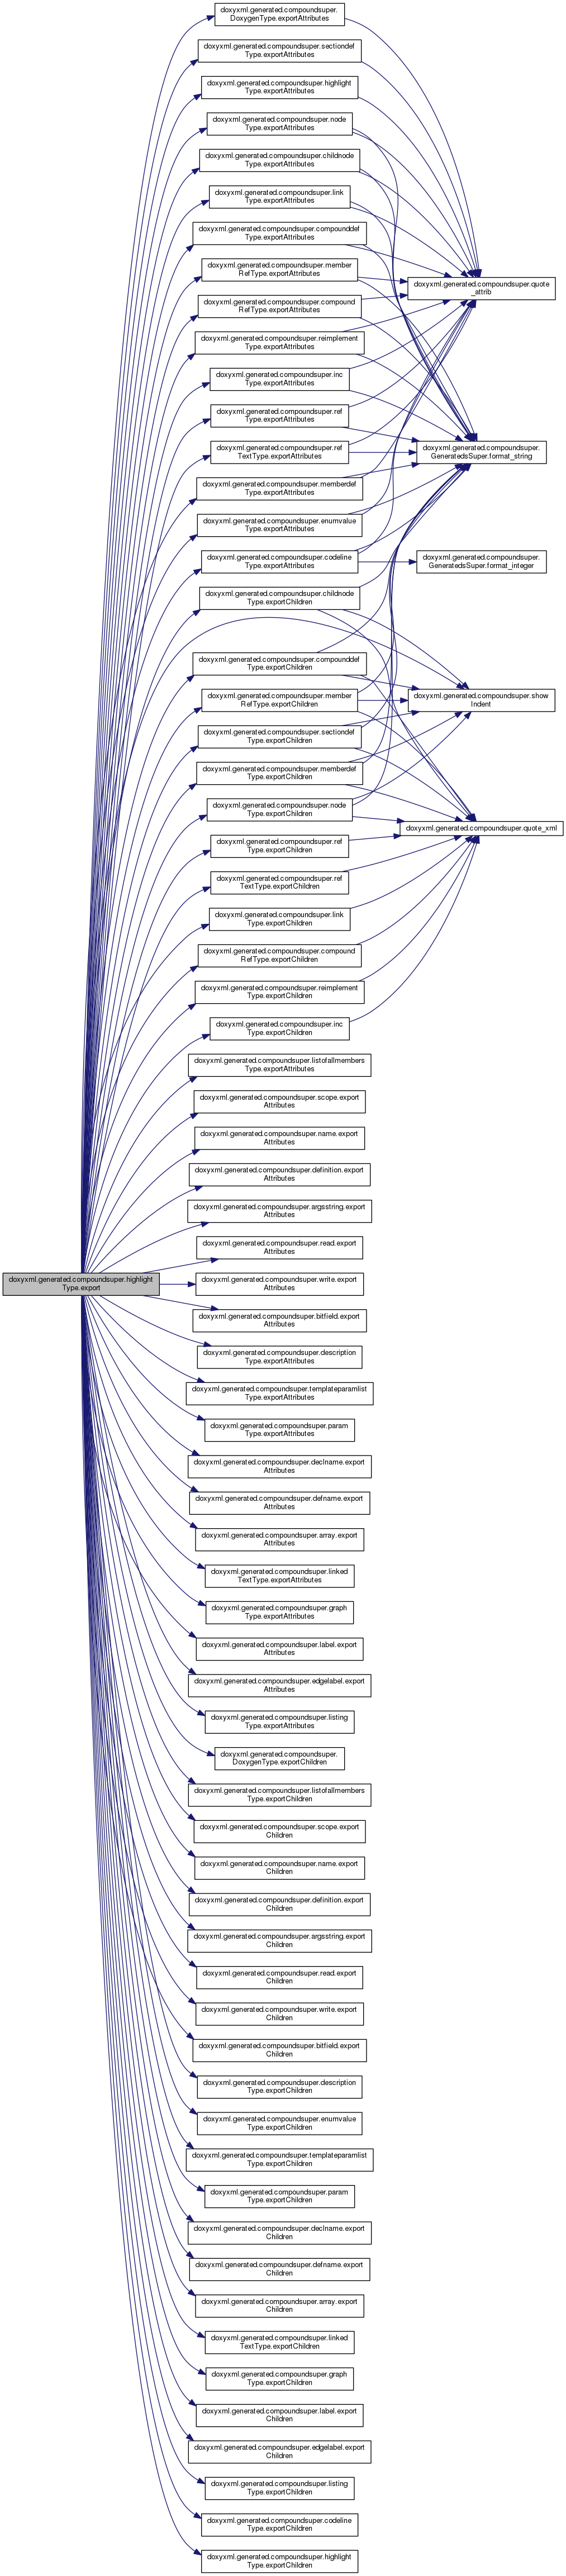 doxyxml.generated.compoundsuper.
DoxygenType.exportAttributes
doxyxml.generated.compoundsuper.sectiondef
Type.exportAttributes
doxyxml.generated.compoundsuper.highlight
Type.exportAttributes
doxyxml.generated.compoundsuper.node
Type.exportAttributes
doxyxml.generated.compoundsuper.childnode
Type.exportAttributes
doxyxml.generated.compoundsuper.link
Type.exportAttributes
doxyxml.generated.compoundsuper.compounddef
Type.exportAttributes
doxyxml.generated.compoundsuper.member
RefType.exportAttributes
doxyxml.generated.compoundsuper.quote
_attrib
doxyxml.generated.compoundsuper.compound
RefType.exportAttributes
doxyxml.generated.compoundsuper.reimplement
Type.exportAttributes
doxyxml.generated.compoundsuper.inc
Type.exportAttributes
doxyxml.generated.compoundsuper.ref
Type.exportAttributes
doxyxml.generated.compoundsuper.ref
TextType.exportAttributes
doxyxml.generated.compoundsuper.
GeneratedsSuper.format_string
doxyxml.generated.compoundsuper.memberdef
Type.exportAttributes
doxyxml.generated.compoundsuper.enumvalue
Type.exportAttributes
doxyxml.generated.compoundsuper.codeline
Type.exportAttributes
doxyxml.generated.compoundsuper.
GeneratedsSuper.format_integer
doxyxml.generated.compoundsuper.childnode
Type.exportChildren
doxyxml.generated.compoundsuper.compounddef
Type.exportChildren
doxyxml.generated.compoundsuper.member
RefType.exportChildren
doxyxml.generated.compoundsuper.show
Indent
doxyxml.generated.compoundsuper.sectiondef
Type.exportChildren
doxyxml.generated.compoundsuper.memberdef
Type.exportChildren
doxyxml.generated.compoundsuper.node
Type.exportChildren
doxyxml.generated.compoundsuper.quote_xml
doxyxml.generated.compoundsuper.ref
Type.exportChildren
doxyxml.generated.compoundsuper.ref
TextType.exportChildren
doxyxml.generated.compoundsuper.link
Type.exportChildren
doxyxml.generated.compoundsuper.compound
RefType.exportChildren
doxyxml.generated.compoundsuper.reimplement
Type.exportChildren
doxyxml.generated.compoundsuper.inc
Type.exportChildren
doxyxml.generated.compoundsuper.listofallmembers
Type.exportAttributes
doxyxml.generated.compoundsuper.scope.export
Attributes
doxyxml.generated.compoundsuper.name.export
Attributes
doxyxml.generated.compoundsuper.definition.export
Attributes
doxyxml.generated.compoundsuper.argsstring.export
Attributes
doxyxml.generated.compoundsuper.read.export
Attributes
doxyxml.generated.compoundsuper.highlight
Type.export
doxyxml.generated.compoundsuper.write.export
Attributes
doxyxml.generated.compoundsuper.bitfield.export
Attributes
doxyxml.generated.compoundsuper.description
Type.exportAttributes
doxyxml.generated.compoundsuper.templateparamlist
Type.exportAttributes
doxyxml.generated.compoundsuper.param
Type.exportAttributes
doxyxml.generated.compoundsuper.declname.export
Attributes
doxyxml.generated.compoundsuper.defname.export
Attributes
doxyxml.generated.compoundsuper.array.export
Attributes
doxyxml.generated.compoundsuper.linked
TextType.exportAttributes
doxyxml.generated.compoundsuper.graph
Type.exportAttributes
doxyxml.generated.compoundsuper.label.export
Attributes
doxyxml.generated.compoundsuper.edgelabel.export
Attributes
doxyxml.generated.compoundsuper.listing
Type.exportAttributes
doxyxml.generated.compoundsuper.
DoxygenType.exportChildren
doxyxml.generated.compoundsuper.listofallmembers
Type.exportChildren
doxyxml.generated.compoundsuper.scope.export
Children
doxyxml.generated.compoundsuper.name.export
Children
doxyxml.generated.compoundsuper.definition.export
Children
doxyxml.generated.compoundsuper.argsstring.export
Children
doxyxml.generated.compoundsuper.read.export
Children
doxyxml.generated.compoundsuper.write.export
Children
doxyxml.generated.compoundsuper.bitfield.export
Children
doxyxml.generated.compoundsuper.description
Type.exportChildren
doxyxml.generated.compoundsuper.enumvalue
Type.exportChildren
doxyxml.generated.compoundsuper.templateparamlist
Type.exportChildren
doxyxml.generated.compoundsuper.param
Type.exportChildren
doxyxml.generated.compoundsuper.declname.export
Children
doxyxml.generated.compoundsuper.defname.export
Children
doxyxml.generated.compoundsuper.array.export
Children
doxyxml.generated.compoundsuper.linked
TextType.exportChildren
doxyxml.generated.compoundsuper.graph
Type.exportChildren
doxyxml.generated.compoundsuper.label.export
Children
doxyxml.generated.compoundsuper.edgelabel.export
Children
doxyxml.generated.compoundsuper.listing
Type.exportChildren
doxyxml.generated.compoundsuper.codeline
Type.exportChildren
doxyxml.generated.compoundsuper.highlight
Type.exportChildren